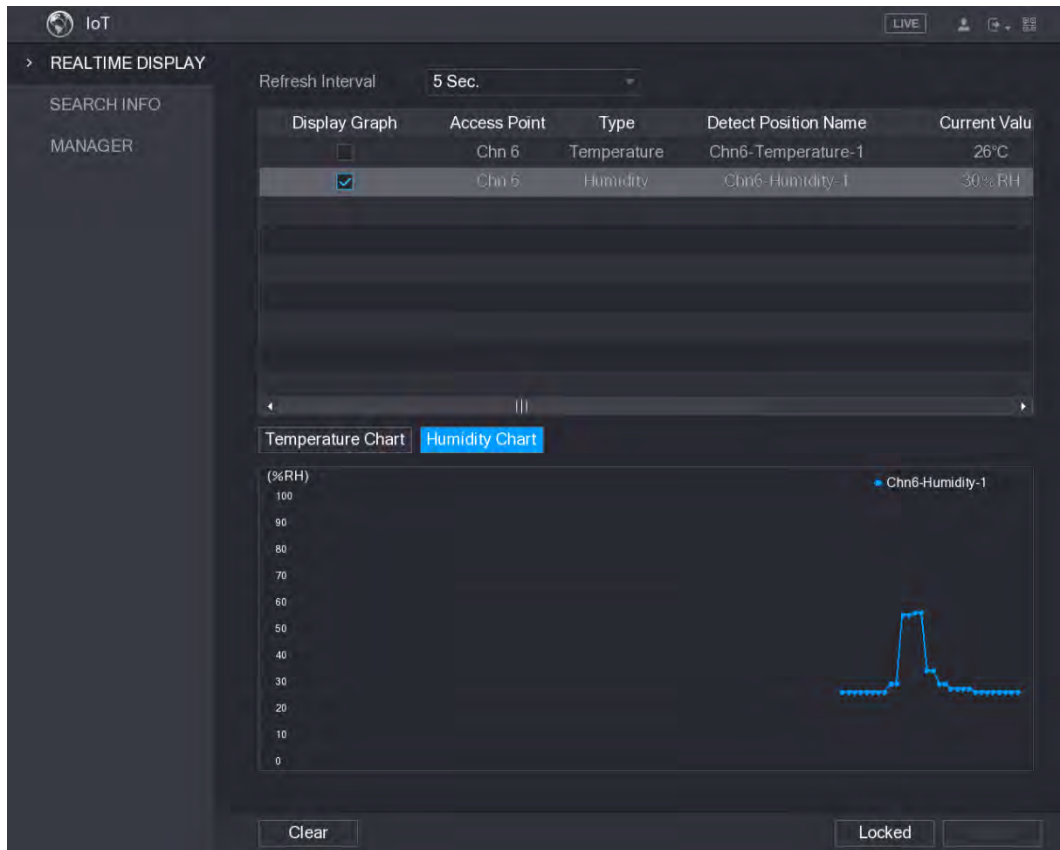 IoT
LIVE
REALTIME DISPLAY
SEARCH INFO
MANAGER
Refresh Interval 5 Sec.
Display Graph Access Point Type Detect Position Name Current Valu
Chn 6 Temperature Chn6-Temperature-1 26°C
Chn 6 Humidity Chn6-Humidity-1 30%RH
Temperature Chart Humidity Chart
(%RH)
Chn6-Humidity-1
100
90
80
70
60
50
40
30
20
10
0
Clear Locked